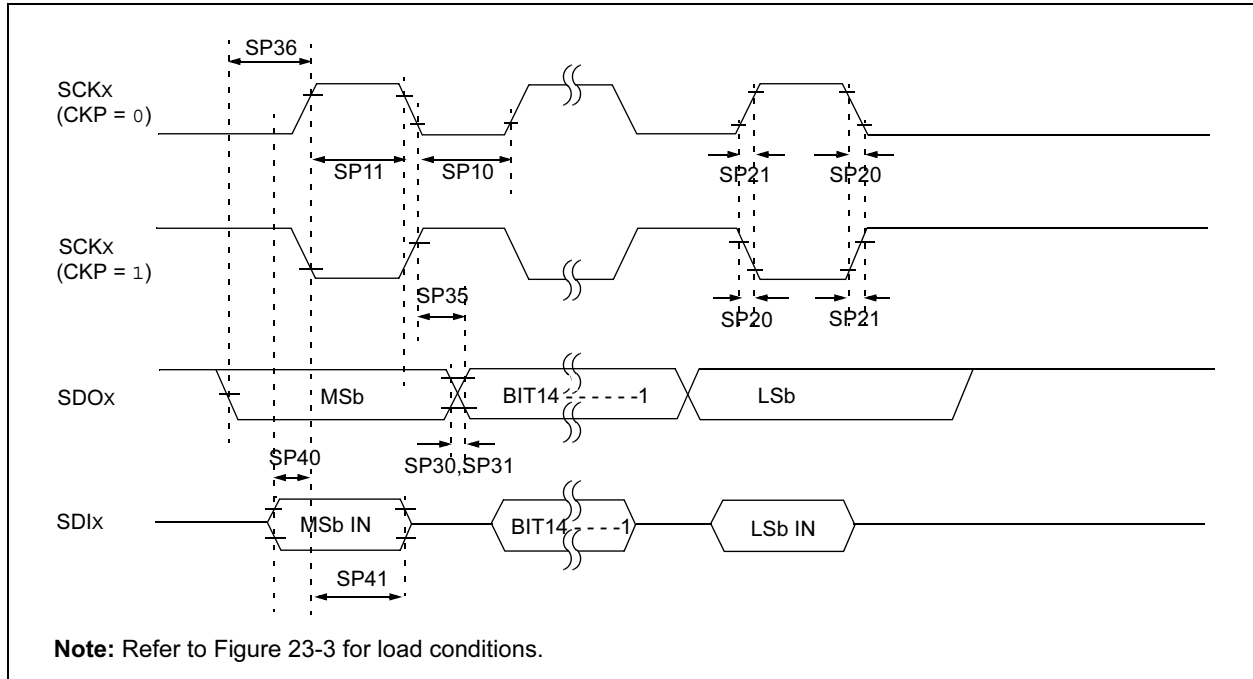 SP36
SCKx
(CKP = 0)
SP11
SP10
SP21
SP20
SCKx
(CKP = 1)
SP35
SP20
SP21
SDOx
MSb
BIT14 - - - - - -1
LSb
SP40
SP30,SP31
SDIx
MSb IN
BIT14 - - - -1
LSb IN
SP41
Note: Refer to Figure 23-3 for load conditions.